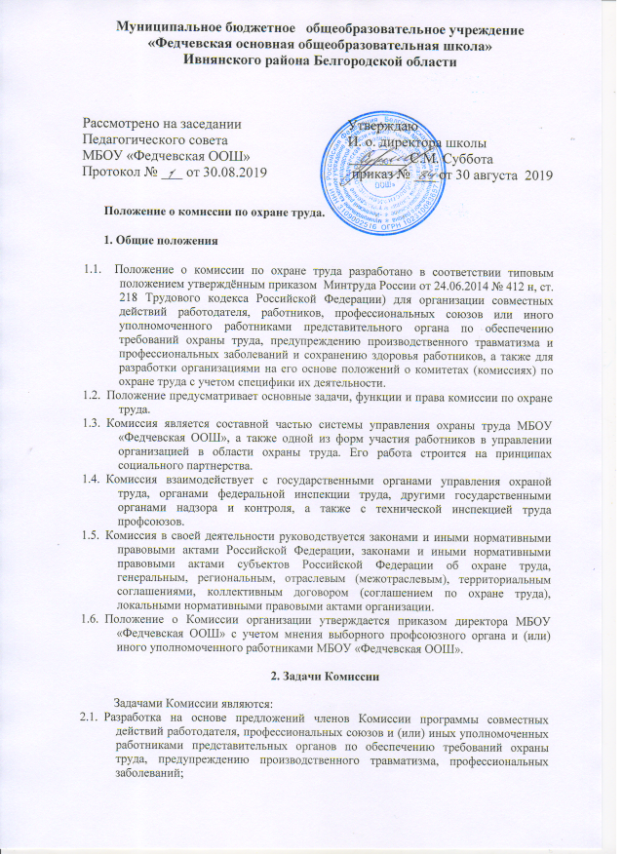 Муниципальное бюджетное общеобразовательное учреждение
«Федчевская основная общеобразовательная школа»
Ивнянского района Белгородской области
Рассмотрено на заседании
Педагогического совета
МБОУ «Федчевская ООШ»
Протокол № 1 от 30.08.2019
Утверждаю
И. о. директора школы
М. Суббота
приказ № 84 от 30 августа 2019
Положение о комиссии по охране труда.
1. Общие положения
1.1. Положение о комиссии по охране труда разработано в соответствии типовым
положением утверждённым приказом Минтруда России от 24.06.2014 № 412 н, ст.
218 Трудового кодекса Российской Федерации) для организации совместных
действий работодателя, работников, профессиональных союзов или иного
уполномоченного работниками представительного органа по обеспечению
требований охраны труда, предупреждению производственного травматизма и
профессиональных заболеваний и сохранению здоровья работников, а также для
разработки организациями на его основе положений о комитетах (комиссиях) по
охране труда с учетом специфики их деятельности.
1.2. Положение предусматривает основные задачи, функции и права комиссии по охране
труда.
1.3. Комиссия является составной частью системы управления охраны труда МБОУ
«Федчевская ООШ», а также одной из форм участия работников в управлении
организацией в области охраны труда. Его работа строится на принципах
социального партнерства.
1.4. Комиссия взаимодействует с государственными органами управления охраной
труда, органами федеральной инспекции труда, другими государственными
органами надзора и контроля, а также с технической инспекцией труда
профсоюзов.
1.5. Комиссия в своей деятельности руководствуется законами и иными нормативными
правовыми актами Российской Федерации, законами и иными нормативными
правовыми актами субъектов Российской Федерации об охране труда,
генеральным, региональным, отраслевым (межотраслевым), территориальным
соглашениями, коллективным договором (соглашением по охране труда),
локальными нормативными правовыми актами организации.
1.6. Положение о Комиссии организации утверждается приказом директора МБОУ
«Федчевская ООШ» с учетом мнения выборного профсоюзного органа и (или)
иного уполномоченного работниками МБОУ «Федчевская ООШ».
2. Задачи Комиссии
Задачами Комиссии являются:
2.1. Разработка на основе предложений членов Комиссии программы совместных
действий работодателя, профессиональных союзов и (или) иных уполномоченных
работниками представительных органов по обеспечению требований охраны
труда, предупреждению производственного травматизма, профессиональных
заболеваний;